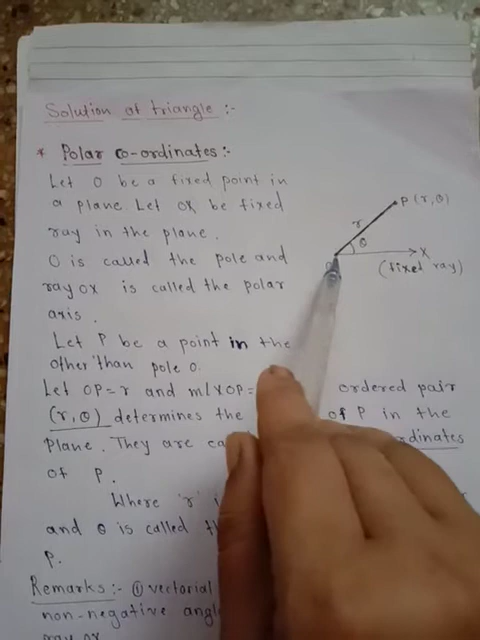 Solution of triangle :-
* Polar co-ordinates :-
Let O be a fixed point in
a plane Let OX be fixed
ray in the plane.
O is called the pole and
ray OX is called the polar
axis.
P (r, θ)
r
θ
X
(fixed ray)
Let P be a point in the
other than pole O.
Let OP = r and m∠XOP = ordered pair
(r, θ) determines the of P in the
Plane. They are
of P.
Where 'r'
and θ is called
P.
Remarks :- ① vectorial
non-negative angle
ray OX